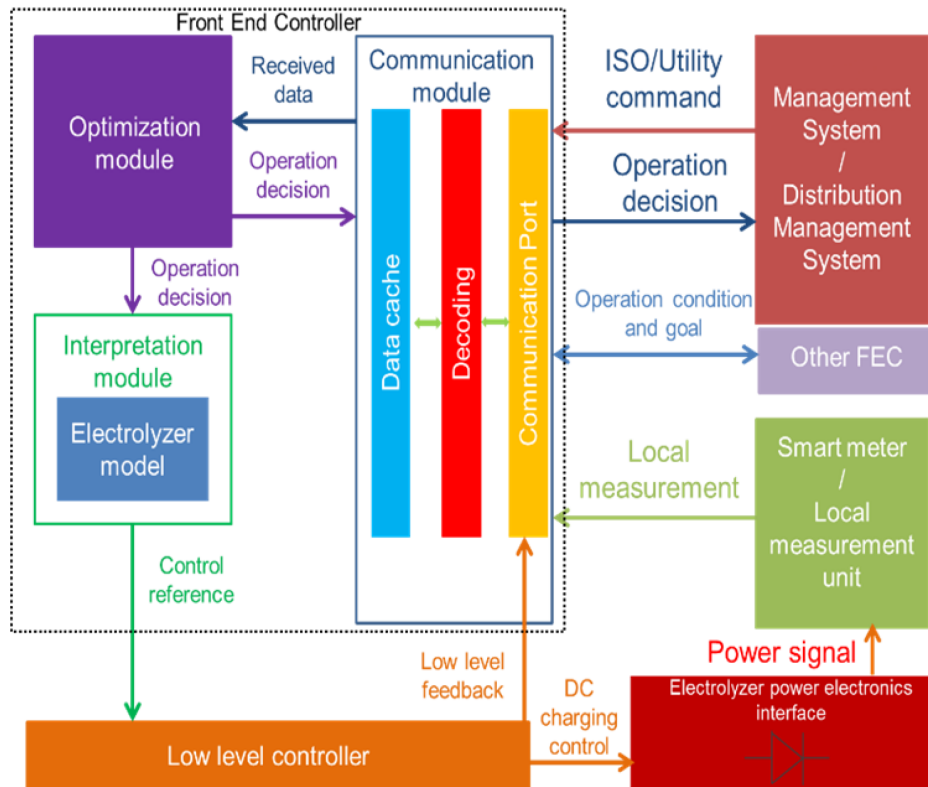 Front End Controller
Optimization
module
Received
data
Operation
decision
Operation
decision
Communication
module
Data cache
Decoding
Communication Port
ISO/Utility
command
Operation
decision
Operation condition
and goal
Local
measurement
Management
System
/
Distribution
Management
System
Other FEC
Smart meter
/
Local
measurement
unit
Interpretation
module
Electrolyzer
model
Control
reference
Low level
feedback
Power signal
DC
charging
control
Electrolyzer power electronics
interface
Low level controller